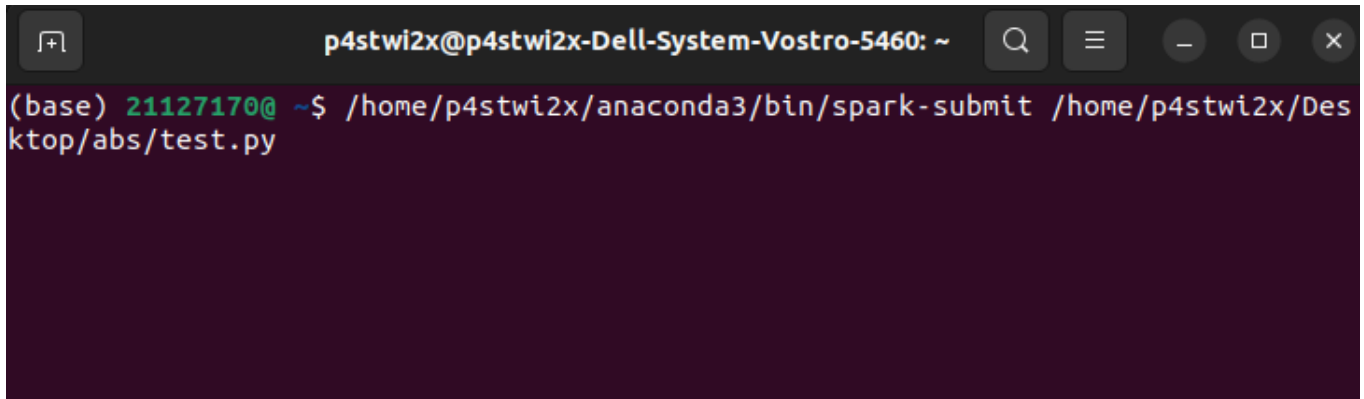 p4stwi2x@p4stwi2x-Dell-System-Vostro-5460: ~
(base) 21127170@ ~$ /home/p4stwi2x/anaconda3/bin/spark-submit /home/p4stwi2x/Des
ktop/abs/test.py